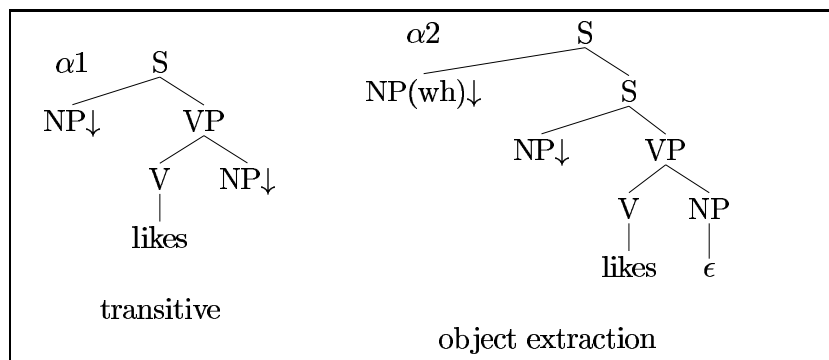 α1 S
NP↓ VP
V NP↓
likes
transitive
α2 S
NP(wh)↓ S
NP↓ VP
V NP
likes ϵ
object extraction